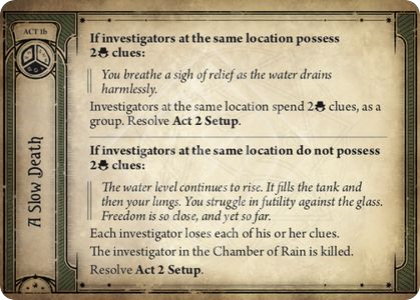 ACT 1b
A Slow Death
If investigators at the same location possess
2 clues:
You breathe a sigh of relief as the water drains
harmlessly.
Investigators at the same location spend 2 clues, as a
group. Resolve Act 2 Setup.
If investigators at the same location do not possess
2 clues:
The water level continues to rise. It fills the tank and
then your lungs. You struggle in futility against the glass.
Freedom is so close, and yet so far.
Each investigator loses each of his or her clues.
The investigator in the Chamber of Rain is killed.
Resolve Act 2 Setup.